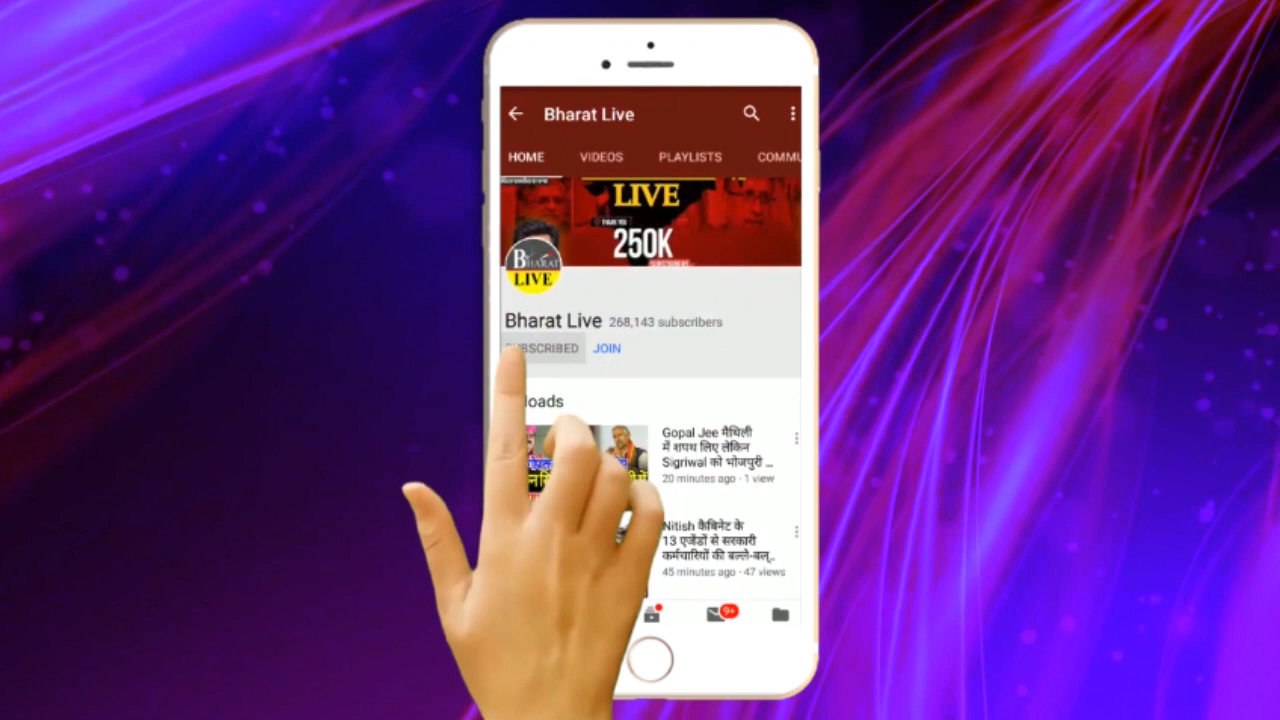 Bharat Live
HOME VIDEOS PLAYLISTS COMMU
LIVE
THANK YOU
250K
BHARAT
LIVE
Bharat Live 268,143 subscribers
SUBSCRIBED JOIN
loads
Gopal Jee मैथिली
में शपथ लिए लेकिन
Sigriwal को भोजपुरी ...
20 minutes ago · 1 view
Nitish कैबिनेट के
13 एजेंडों से सरकारी
कर्मचारियों की बल्ले-बल्..
45 minutes ago · 47 views
9+